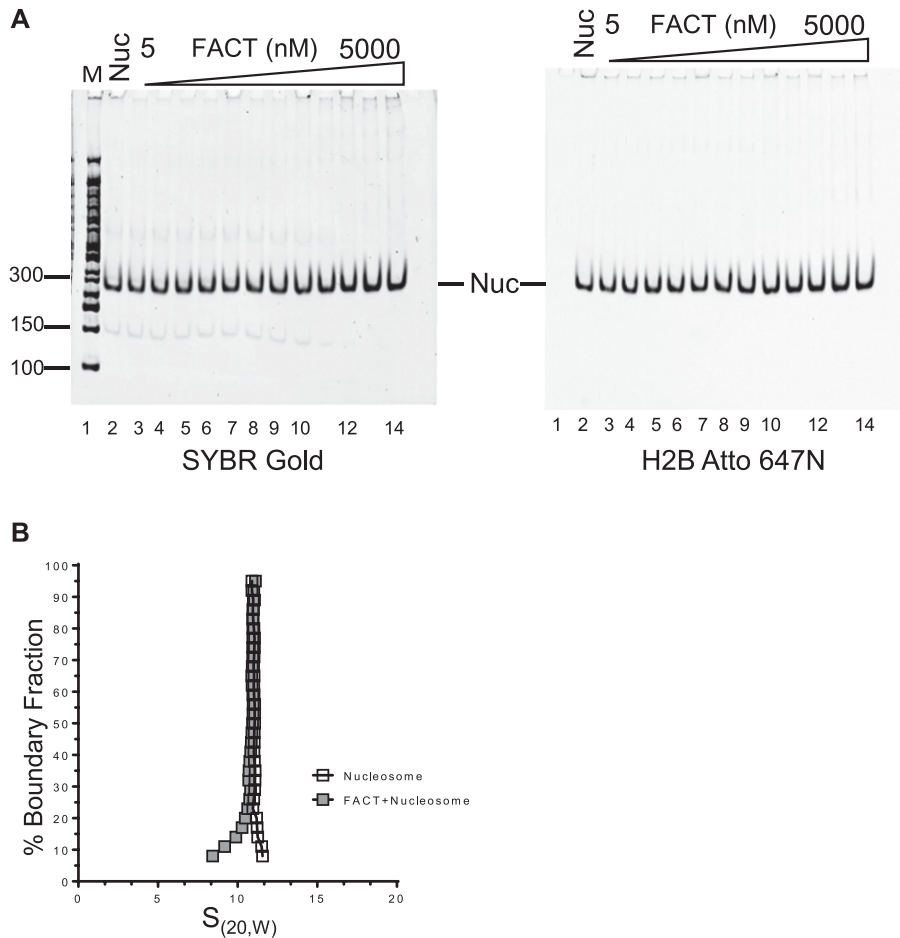 A
M Nuc 5 FACT (nM) 5000
Nuc 5 FACT (nM) 5000
300
150
100
Nuc
1 2 3 4 5 6 7 8 9 10 12 14
1 2 3 4 5 6 7 8 9 10 12 14
SYBR Gold
H2B Atto 647N
B
% Boundary Fraction
100
90
80
70
60
50
40
30
20
10
0
Nucleosome
FACT+Nucleosome
0 5 10 15 20
S(20,W)